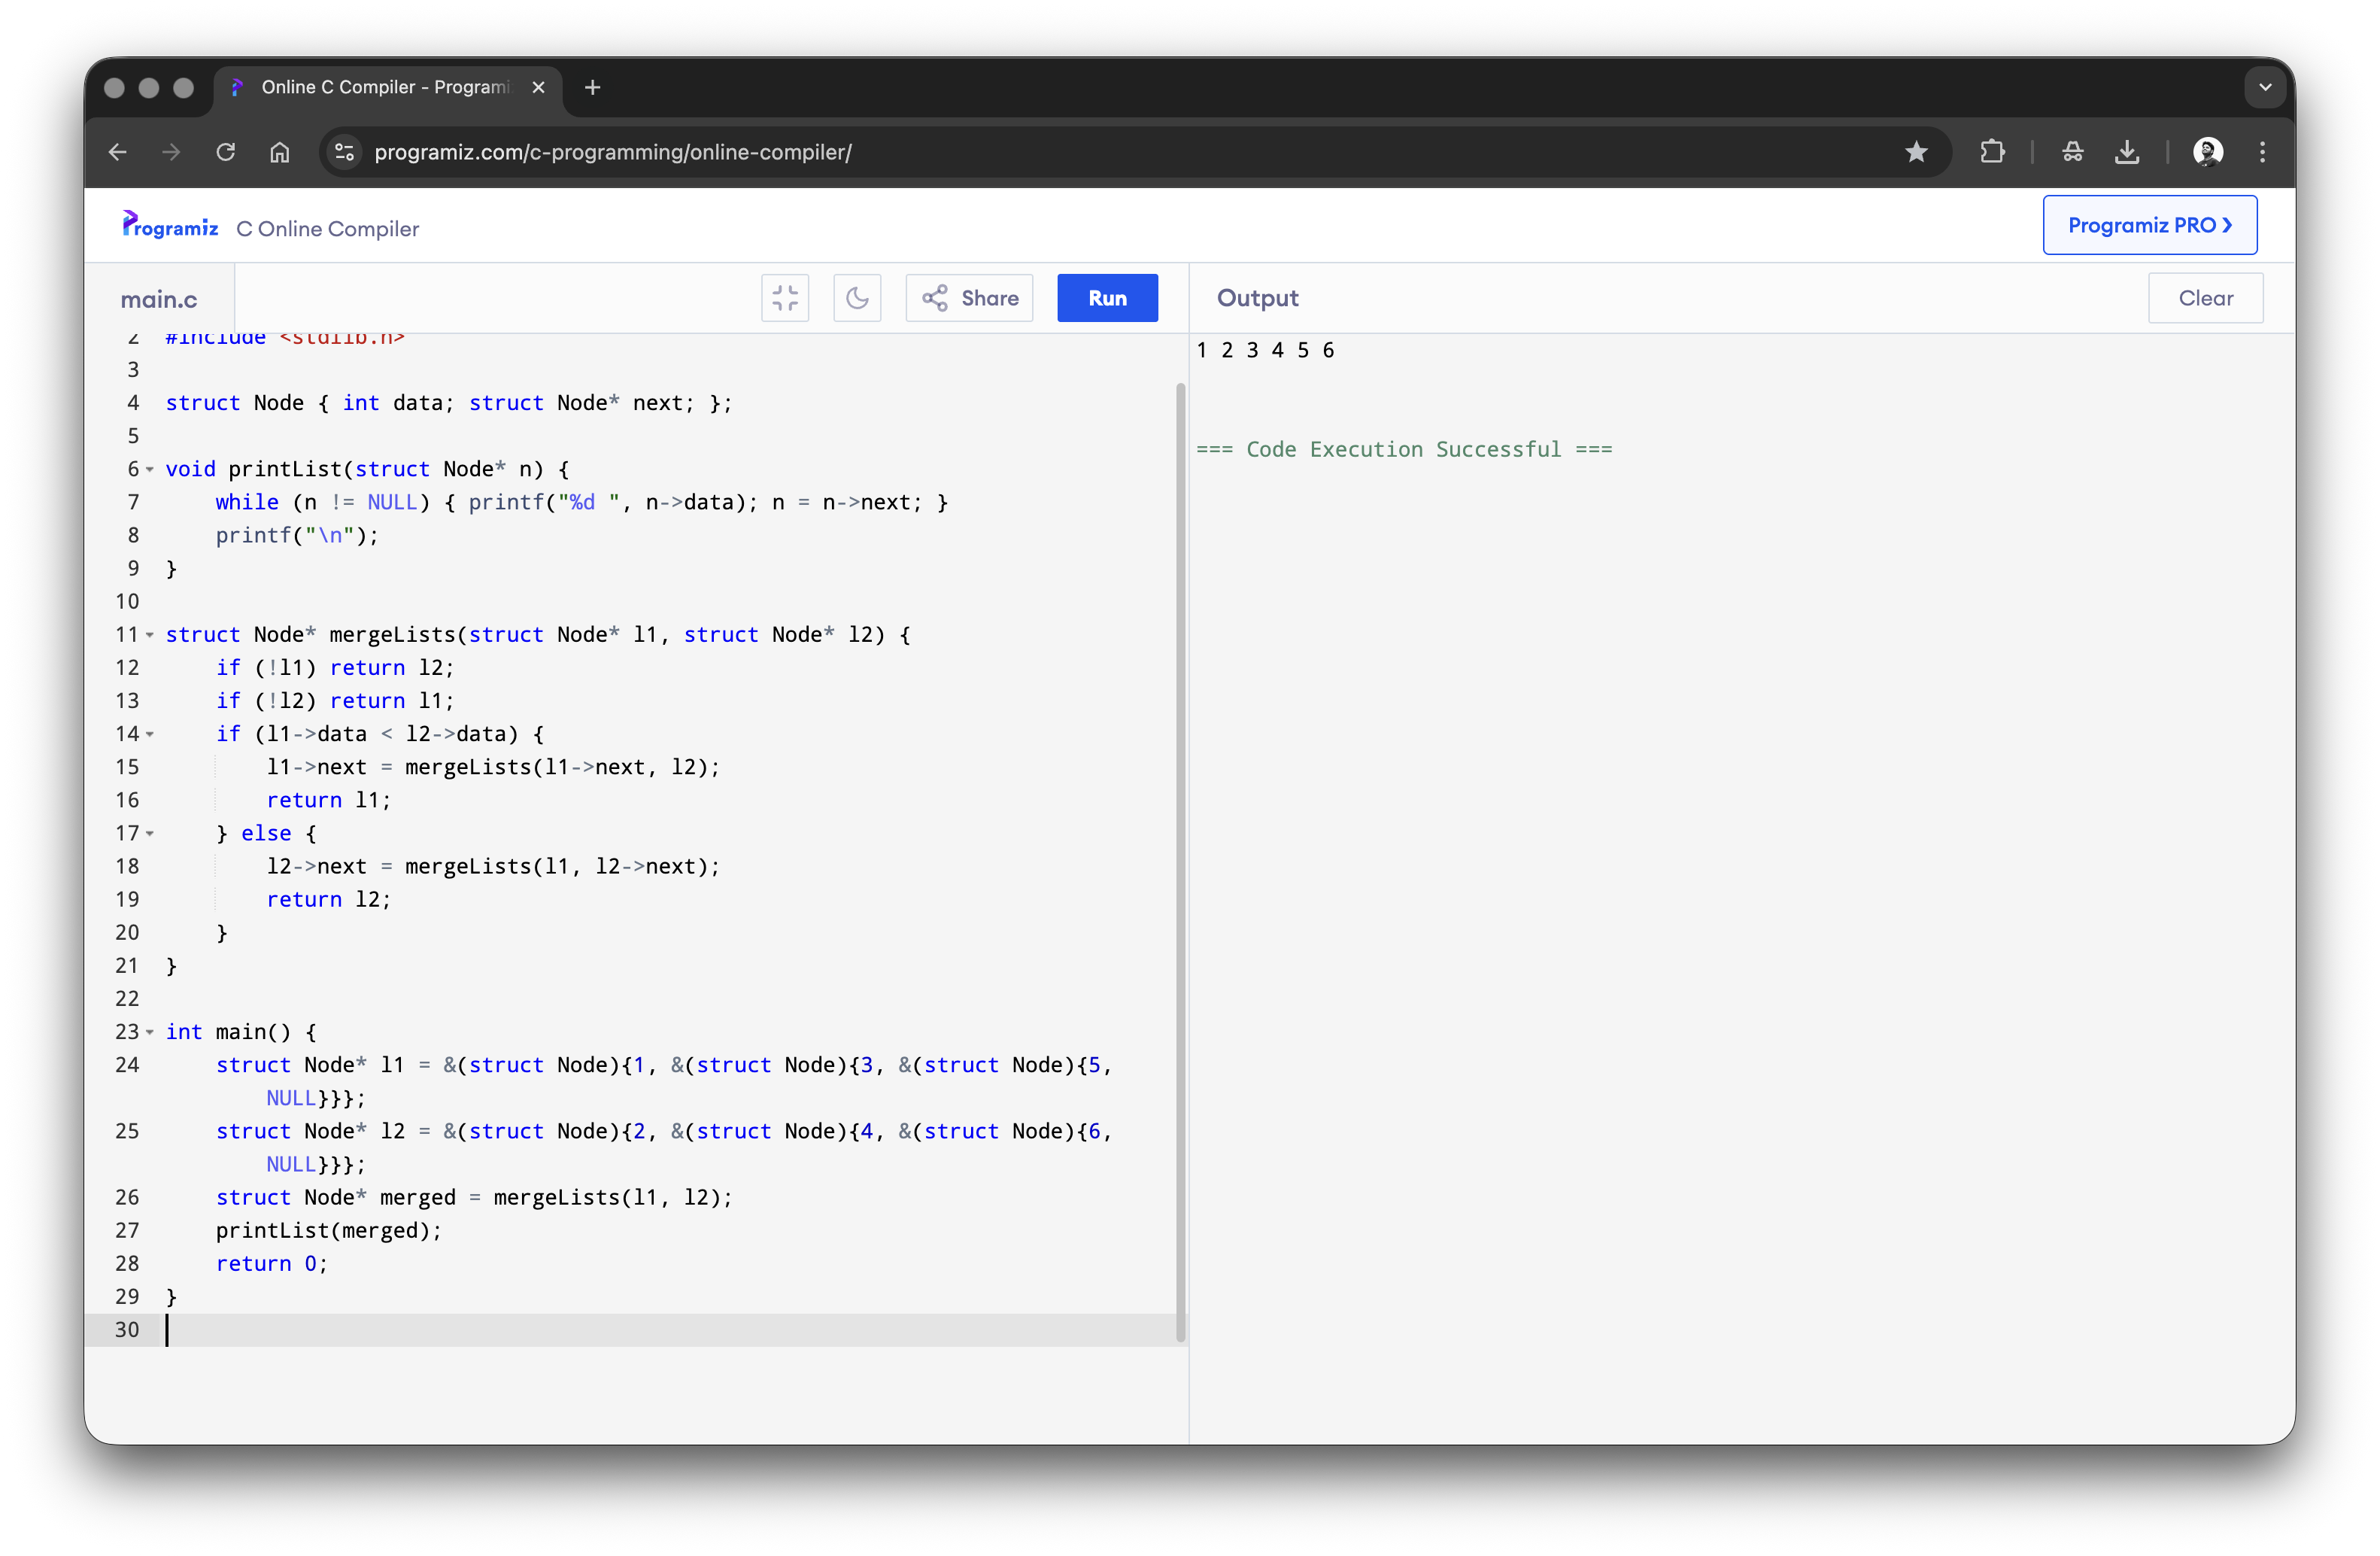 Online C Compiler - Programi
programiz.com/c-programming/online-compiler/
Programiz C Online Compiler
Programiz PRO ❯
main.c
Share
Run
Output
Clear
2 #include <stdlib.h>
3
4 struct Node { int data; struct Node* next; };
5
6 void printList(struct Node* n) {
7     while (n != NULL) { printf("%d ", n->data); n = n->next; }
8     printf("\n");
9 }
10
11 struct Node* mergeLists(struct Node* l1, struct Node* l2) {
12     if (!l1) return l2;
13     if (!l2) return l1;
14     if (l1->data < l2->data) {
15         l1->next = mergeLists(l1->next, l2);
16         return l1;
17     } else {
18         l2->next = mergeLists(l1, l2->next);
19         return l2;
20     }
21 }
22
23 int main() {
24     struct Node* l1 = &(struct Node){1, &(struct Node){3, &(struct Node){5,
        NULL}}};
25     struct Node* l2 = &(struct Node){2, &(struct Node){4, &(struct Node){6,
        NULL}}};
26     struct Node* merged = mergeLists(l1, l2);
27     printList(merged);
28     return 0;
29 }
30
1 2 3 4 5 6
=== Code Execution Successful ===